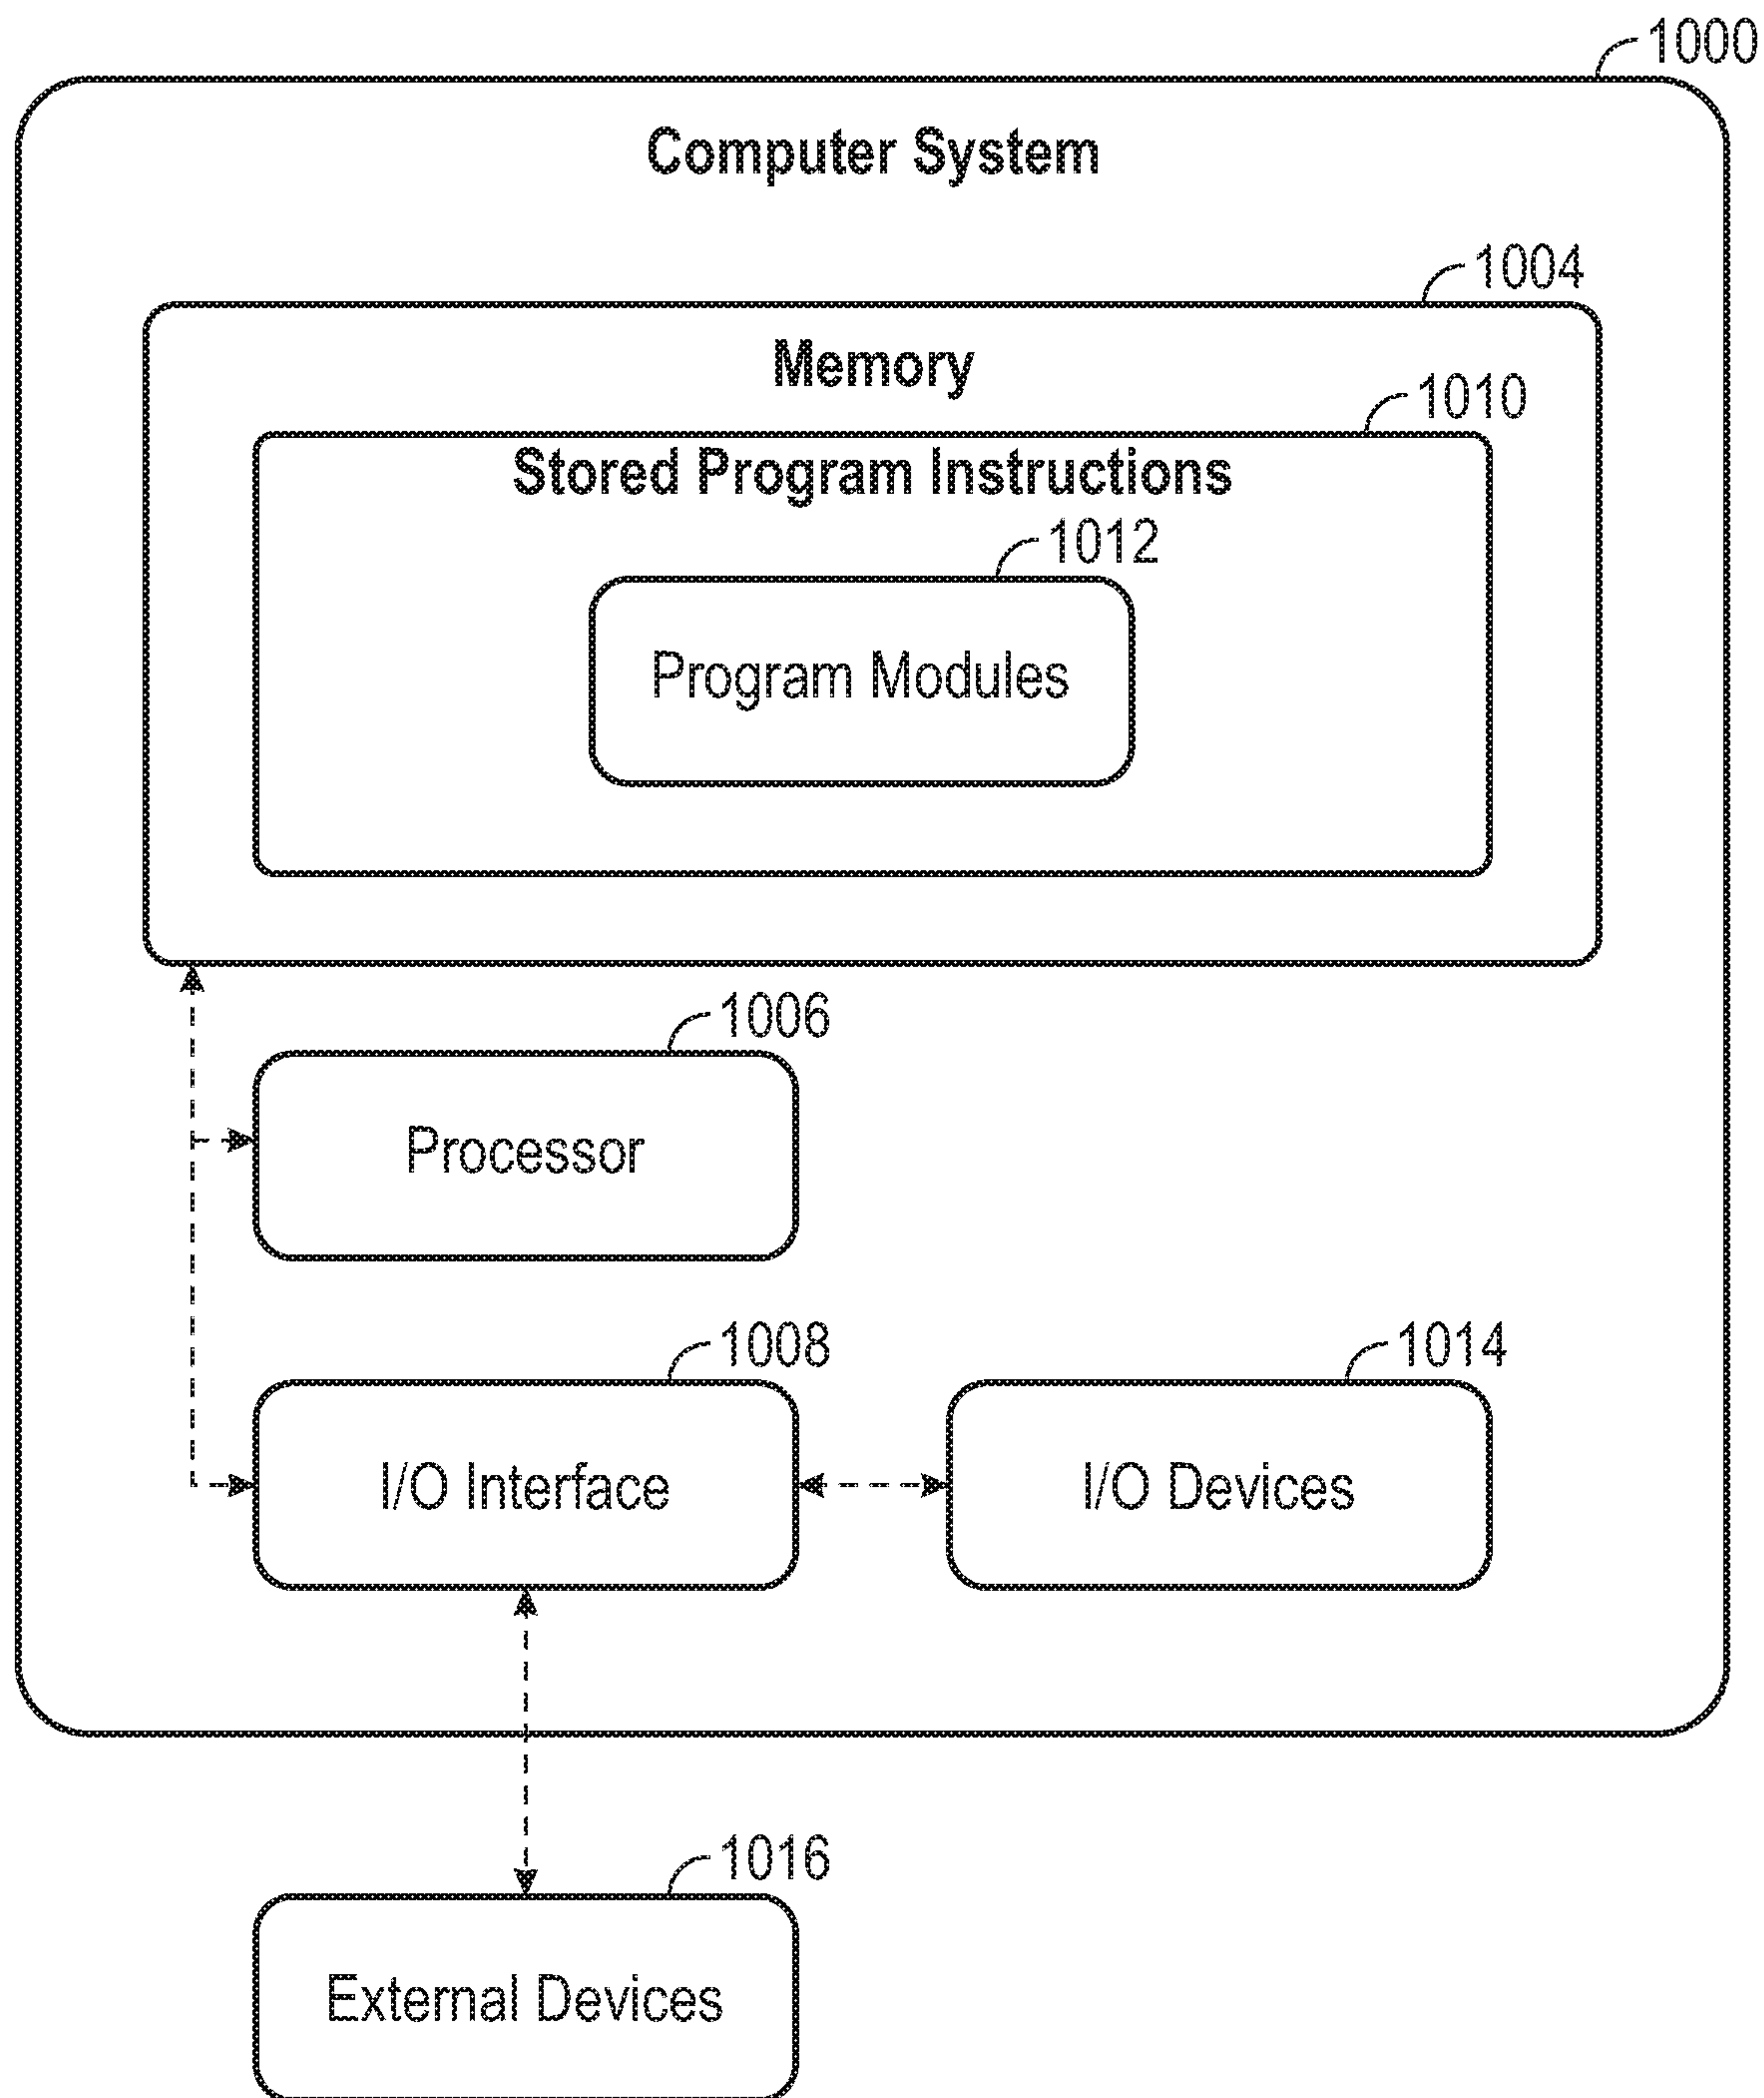 1000
Computer System
1004
Memory
1010
Stored Program Instructions
1012
Program Modules
1006
Processor
1008
1014
I/O Interface
I/O Devices
1016
External Devices